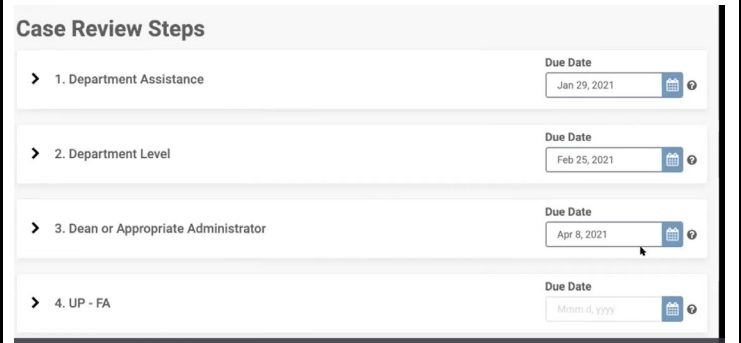 Case Review Steps
Due Date
1. Department Assistance
Jan 29, 2021
Due Date
2. Department Level
Feb 25, 2021
Due Date
3. Dean or Appropriate Administrator
Apr 8, 2021
Due Date
4. UP - FA
Mmm d, yyyy